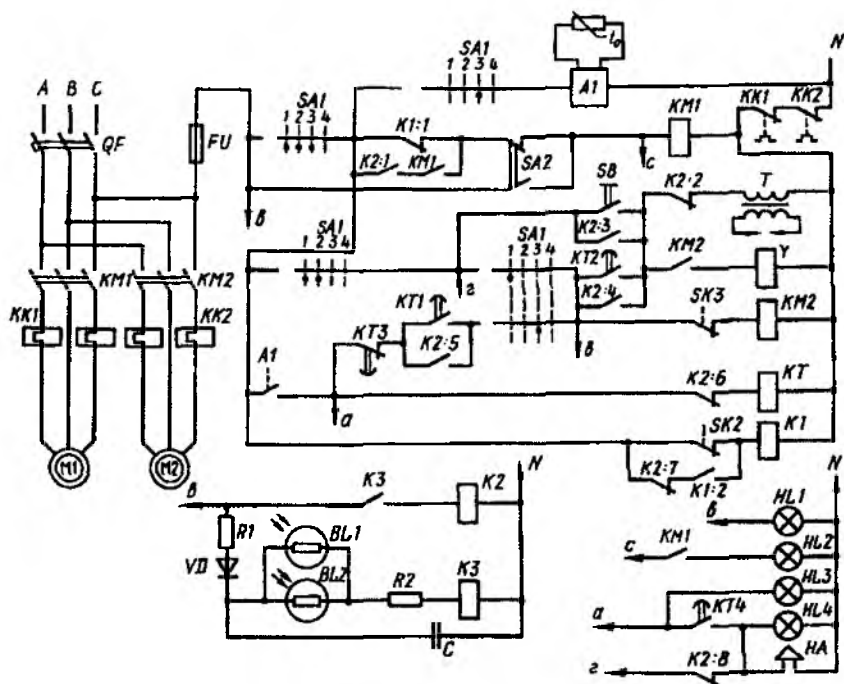 A B C
QF
FU
KM1
KM2
KK1
KK2
M1
M2
SA1
1 2 3 4
SA1
1 2 3 4
t°
A1
N
K1:1
K2:1 KM1
SA2
KM1
KK1 KK2
в
с
SA1
1 2 3 4
SB
K2:3
KT2
K2:4
K2:2
T
г
1 2 3 4
KM2
Y
KT1
KT3
K2:5
в
SK3
KM2
A1
а
K2:6
KT
SK2
K1
K2:7
K1:2
в
K3
K2
N
R1
VD
BL1
BL2
R2
K3
C
N
в
HL1
с
KM1
HL2
HL3
а
KT4
HL4
г
K2:8
HA